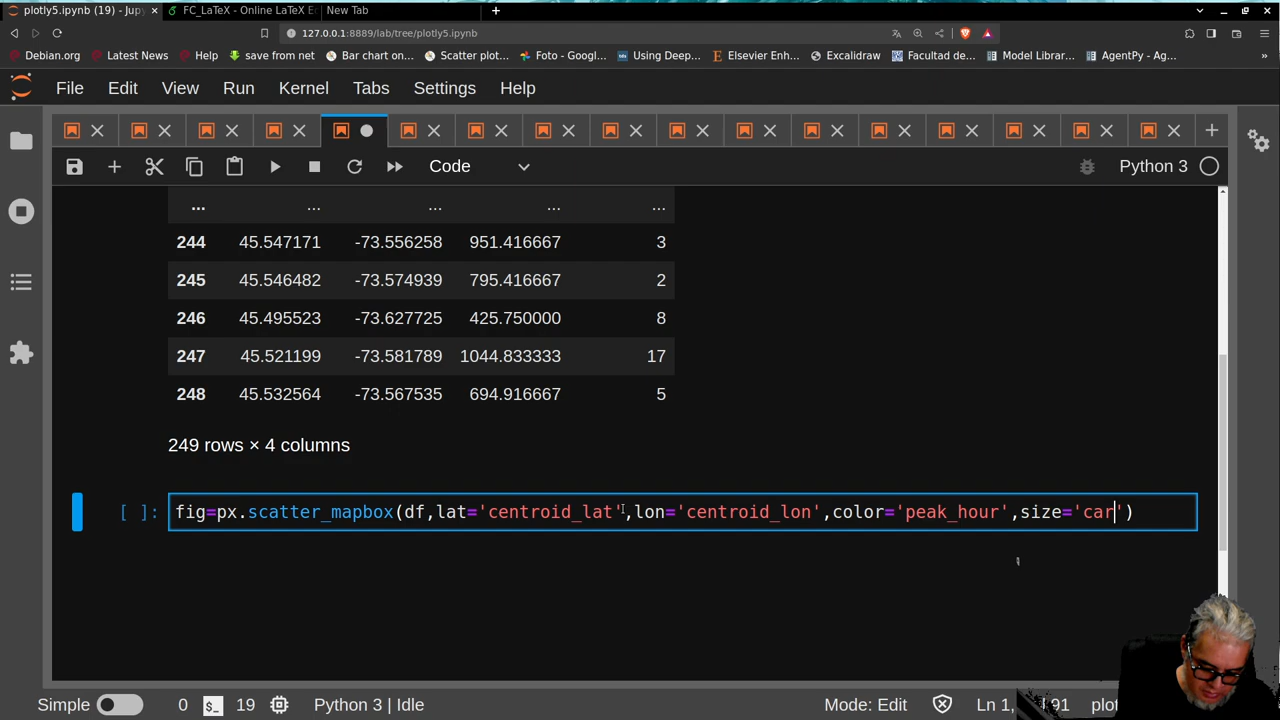 plotly5.ipynb (19) - Jup
FC_LaTeX - Online LaTeX E
New Tab
127.0.0.1:8889/lab/tree/plotly5.ipynb
Debian.org
Latest News
Help
save from net
Bar chart on...
Scatter plot...
Foto - Googl...
Using Deep...
Elsevier Enh...
Excalidraw
Facultad de...
Model Librar...
AgentPy - Ag...
File Edit View Run Kernel Tabs Settings Help
Code
Python 3
... ... ... ... ...
244 45.547171 -73.556258 951.416667 3
245 45.546482 -73.574939 795.416667 2
246 45.495523 -73.627725 425.750000 8
247 45.521199 -73.581789 1044.833333 17
248 45.532564 -73.567535 694.916667 5
249 rows × 4 columns
[ ]: fig=px.scatter_mapbox(df,lat='centroid_lat',lon='centroid_lon',color='peak_hour',size='car')
Simple 0 $_ 19 Python 3 | Idle Mode: Edit Ln 1, 91 plot